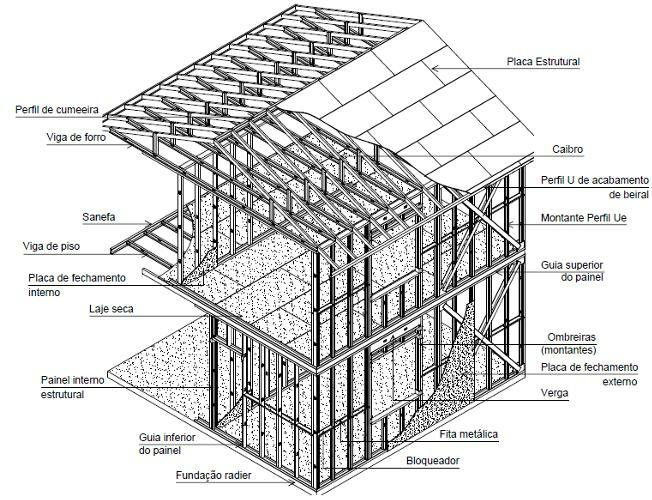 Placa Estrutural
Perfil de cumeeira
Viga de forro
Caibro
Perfil U de acabamento
de beiral
Sanefa
Montante Perfil Ue
Viga de piso
Guia superior
do painel
Placa de fechamento
interno
Laje seca
Ombreiras
(montantes)
Placa de fechamento
externo
Painel interno
estrutural
Verga
Guia inferior
do painel
Fita metálica
Bloqueador
Fundação radier